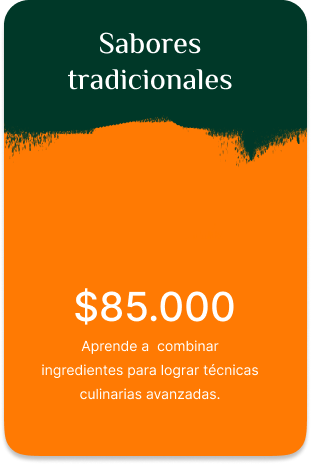 Sabores
tradicionales
$85.000
Aprende a  combinar
ingredientes para lograr técnicas
culinarias avanzadas.